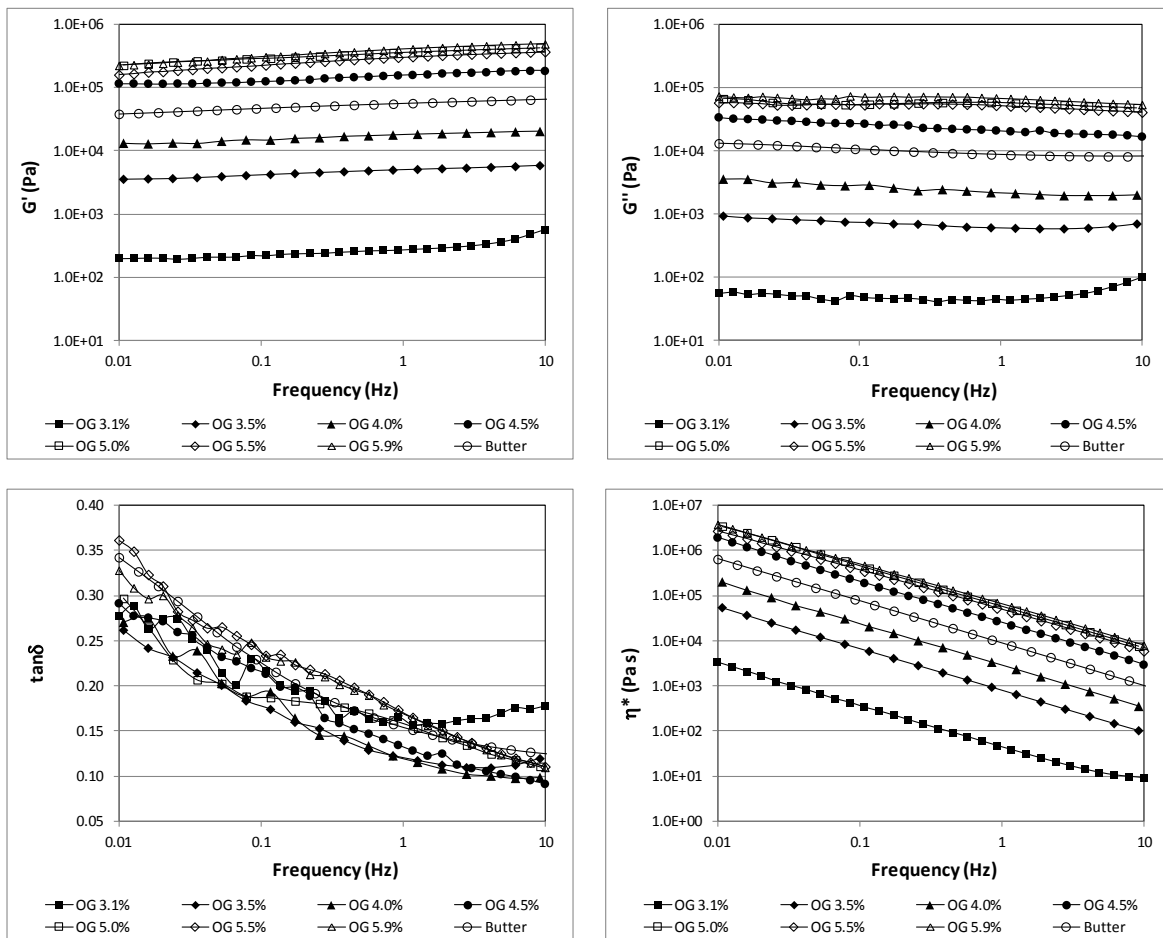 G' (Pa)
1.0E+06
1.0E+05
1.0E+04
1.0E+03
1.0E+02
1.0E+01
0.01 0.1 1 10
Frequency (Hz)
OG 3.1% OG 3.5% OG 4.0% OG 4.5%
OG 5.0% OG 5.5% OG 5.9% Butter
G'' (Pa)
1.0E+06
1.0E+05
1.0E+04
1.0E+03
1.0E+02
1.0E+01
0.01 0.1 1 10
Frequency (Hz)
OG 3.1% OG 3.5% OG 4.0% OG 4.5%
OG 5.0% OG 5.5% OG 5.9% Butter
tanδ
0.40
0.35
0.30
0.25
0.20
0.15
0.10
0.05
0.01 0.1 1 10
Frequency (Hz)
OG 3.1% OG 3.5% OG 4.0% OG 4.5%
OG 5.0% OG 5.5% OG 5.9% Butter
η* (Pa s)
1.0E+07
1.0E+06
1.0E+05
1.0E+04
1.0E+03
1.0E+02
1.0E+01
1.0E+00
0.01 0.1 1 10
Frequency (Hz)
OG 3.1% OG 3.5% OG 4.0% OG 4.5%
OG 5.0% OG 5.5% OG 5.9% Butter